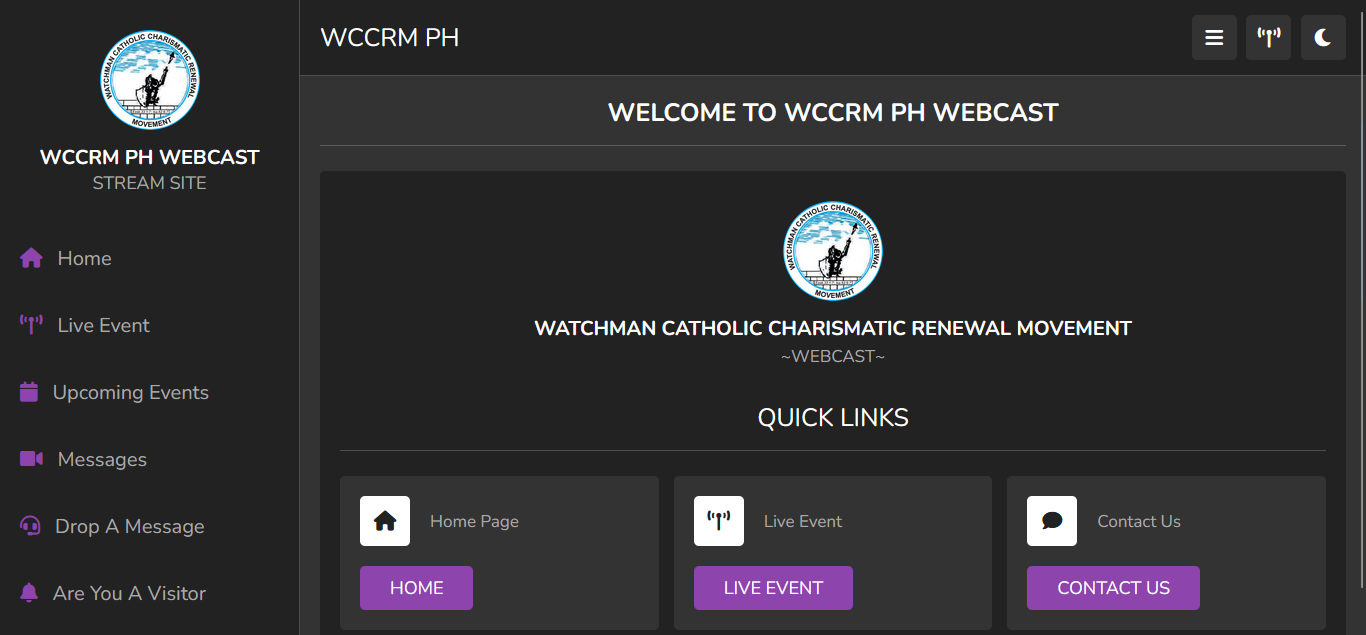 WATCHMAN CATHOLIC CHARISMATIC RENEWAL
MOVEMENT
WCCRM PH WEBCAST
STREAM SITE
Home
Live Event
Upcoming Events
Messages
Drop A Message
Are You A Visitor
WCCRM PH
WELCOME TO WCCRM PH WEBCAST
WATCHMAN CATHOLIC CHARISMATIC RENEWAL
MOVEMENT
WATCHMAN CATHOLIC CHARISMATIC RENEWAL MOVEMENT
~WEBCAST~
QUICK LINKS
Home Page
HOME
Live Event
LIVE EVENT
Contact Us
CONTACT US